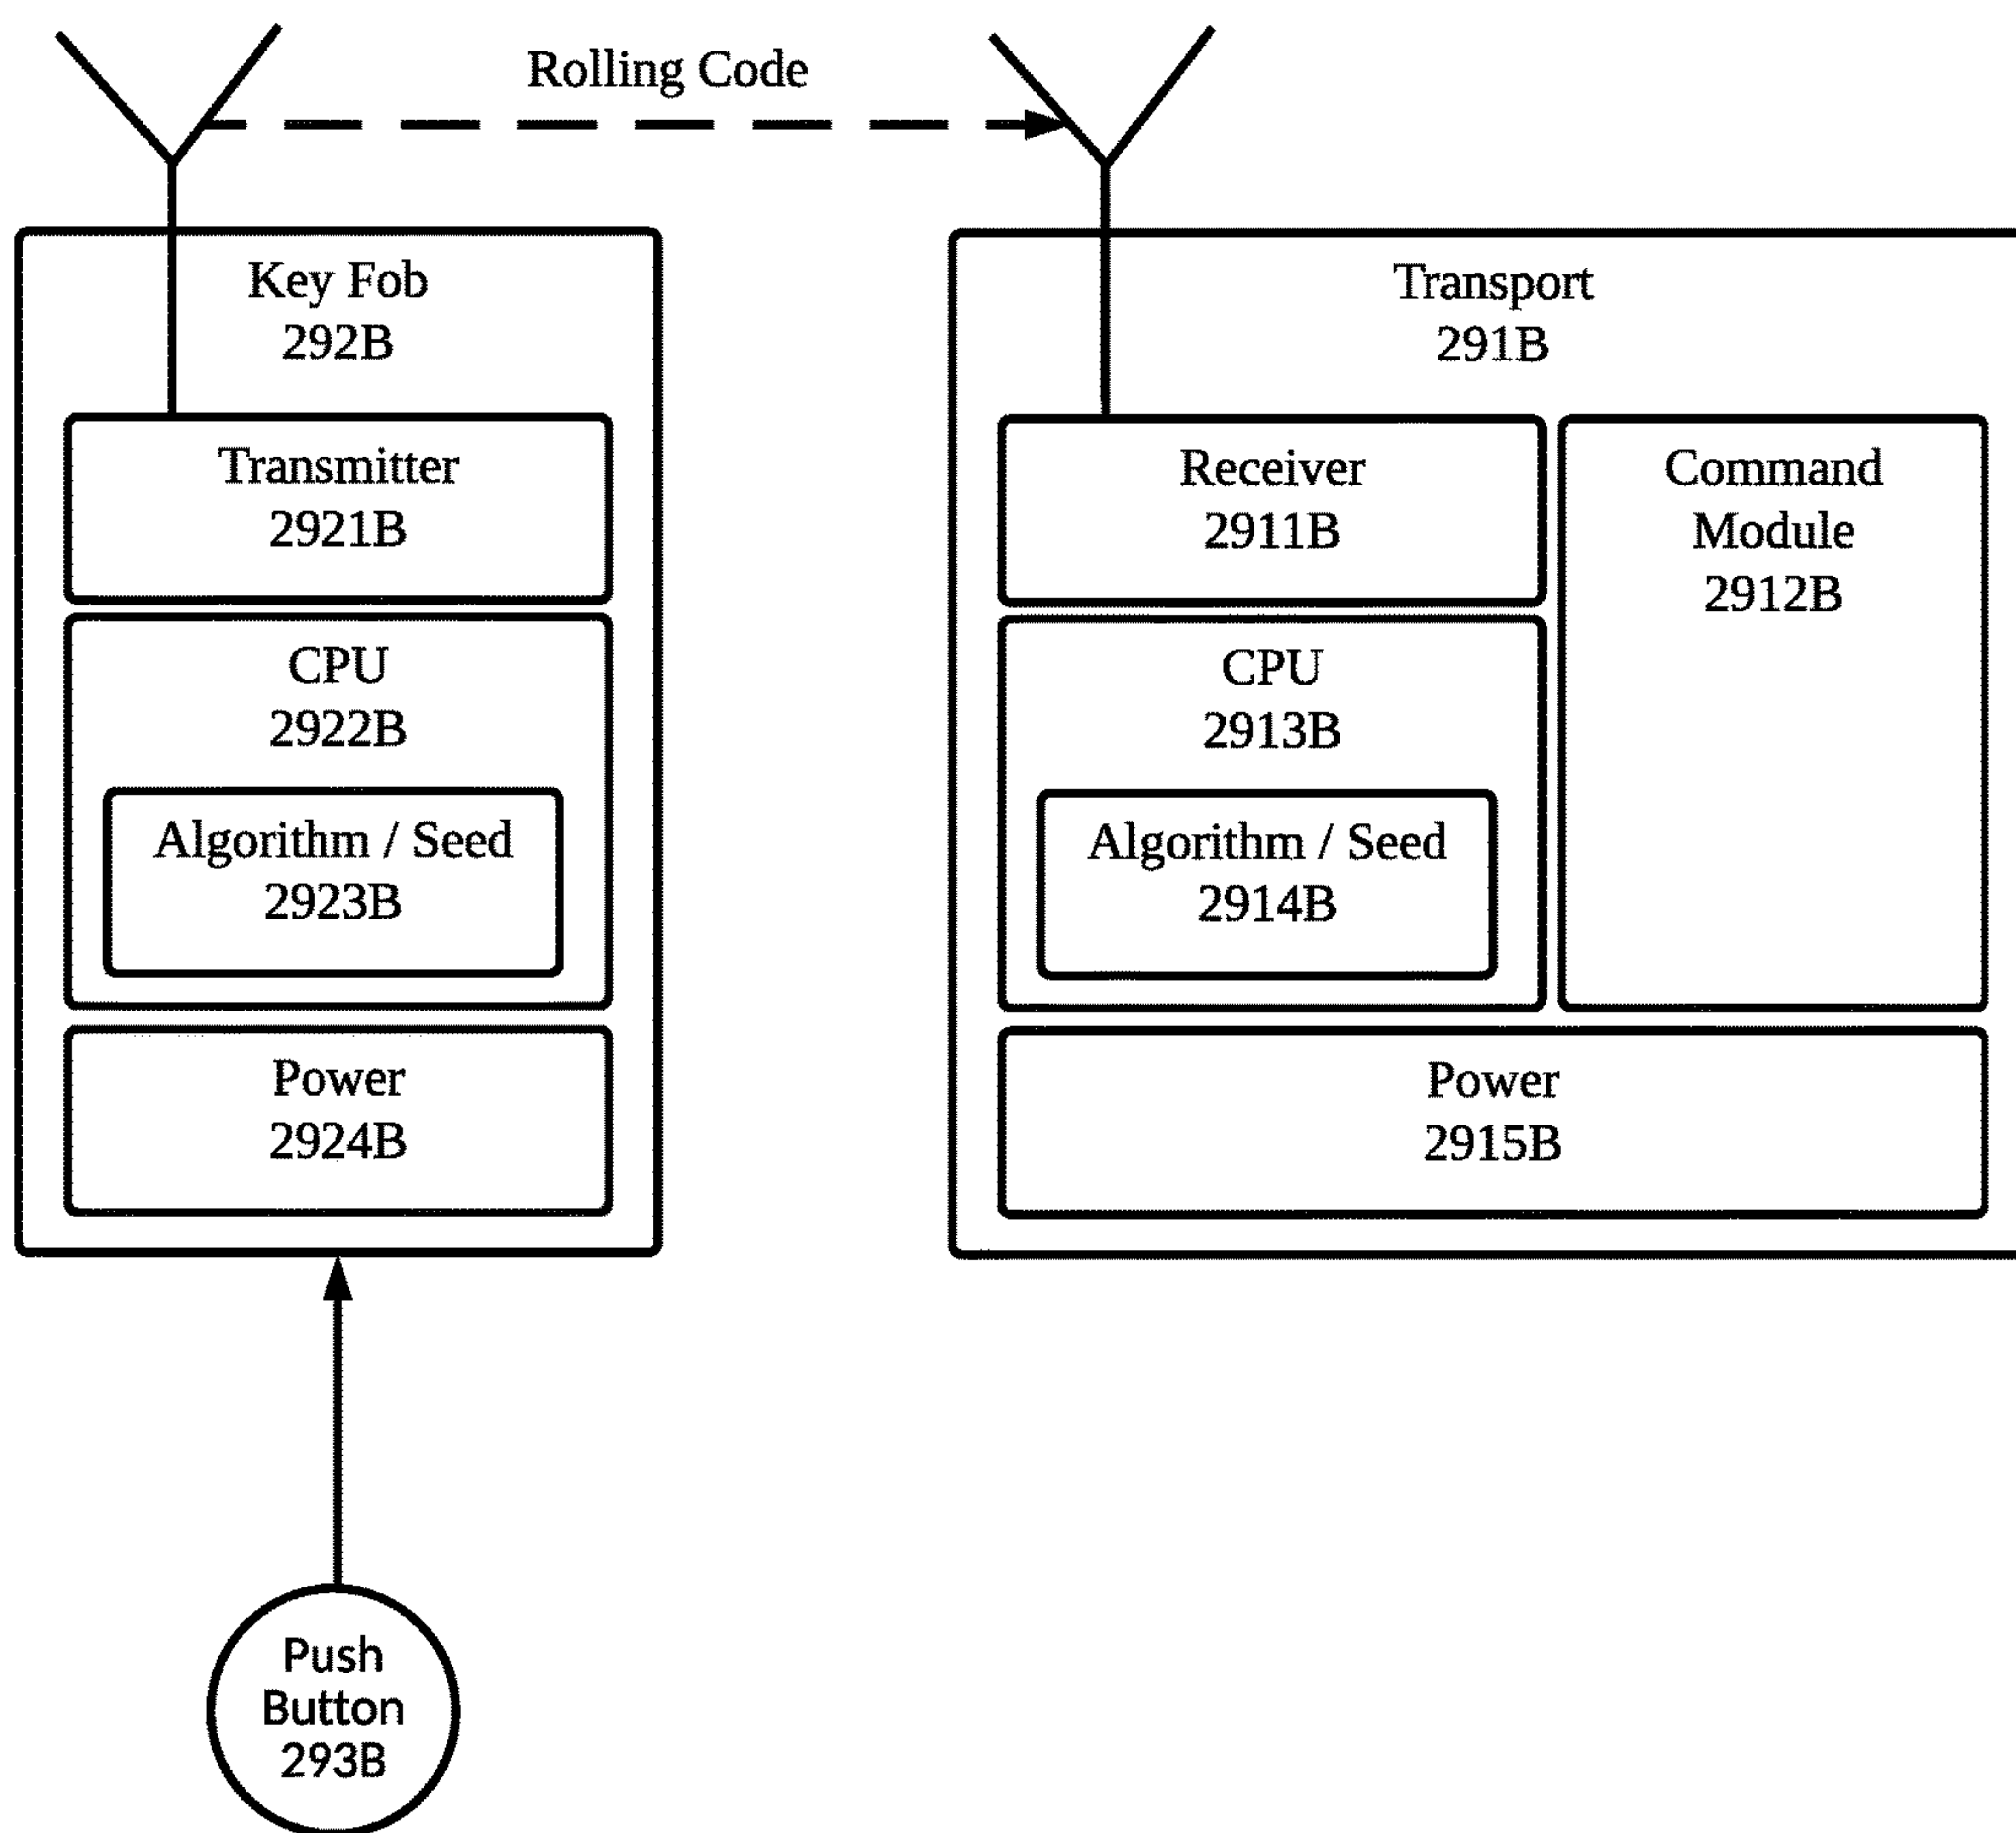 Rolling Code
Key Fob
292B
Transmitter
2921B
CPU
2922B
Algorithm / Seed
2923B
Power
2924B
Transport
291B
Receiver
2911B
Command
Module
2912B
CPU
2913B
Algorithm / Seed
2914B
Power
2915B
Push
Button
293B